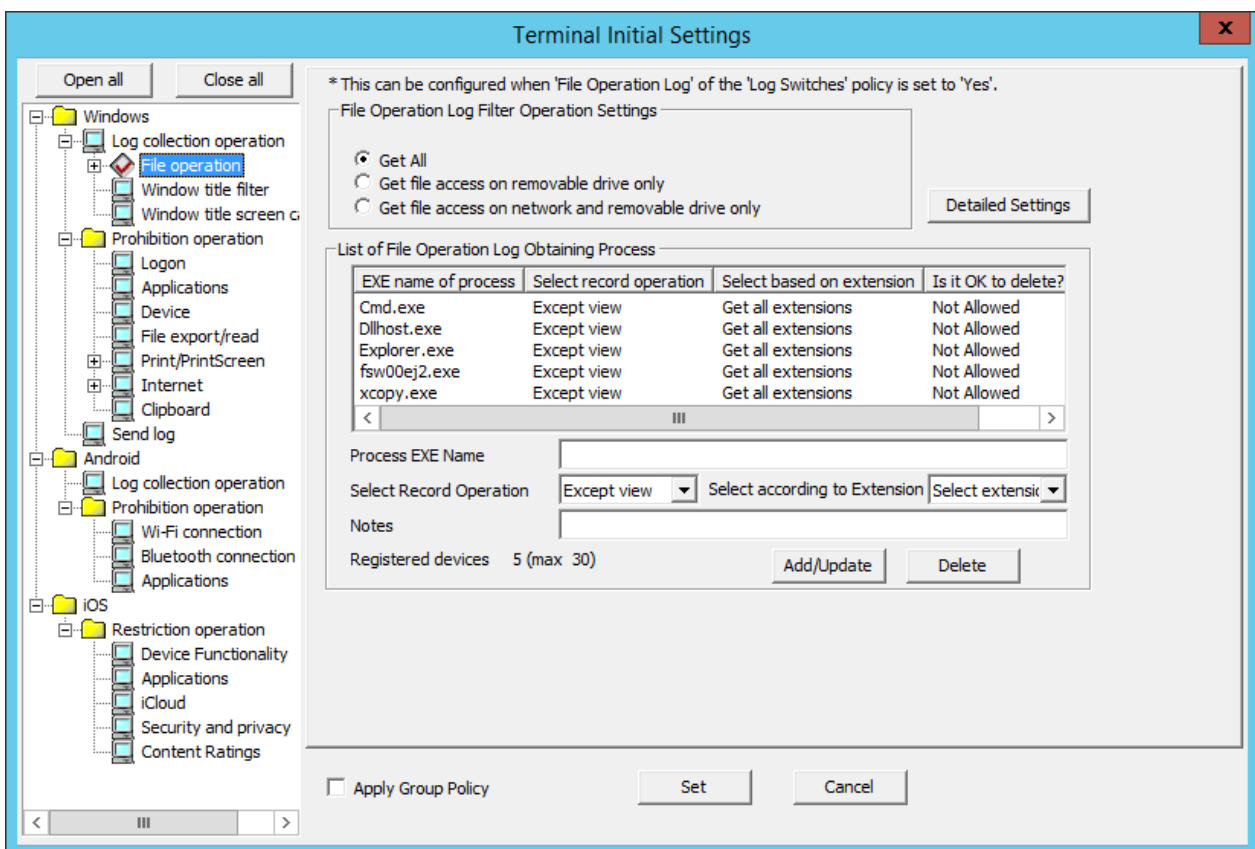 Terminal Initial Settings
x
Open all
Close all
Windows
Log collection operation
File operation
Window title filter
Window title screen ca
Prohibition operation
Logon
Applications
Device
File export/read
Print/PrintScreen
Internet
Clipboard
Send log
Android
Log collection operation
Prohibition operation
Wi-Fi connection
Bluetooth connection
Applications
iOS
Restriction operation
Device Functionality
Applications
iCloud
Security and privacy
Content Ratings
* This can be configured when 'File Operation Log' of the 'Log Switches' policy is set to 'Yes'.
File Operation Log Filter Operation Settings
Get All
Get file access on removable drive only
Get file access on network and removable drive only
Detailed Settings
List of File Operation Log Obtaining Process
EXE name of process Select record operation Select based on extension Is it OK to delete?
Cmd.exe Except view Get all extensions Not Allowed
Dllhost.exe Except view Get all extensions Not Allowed
Explorer.exe Except view Get all extensions Not Allowed
fsw00ej2.exe Except view Get all extensions Not Allowed
xcopy.exe Except view Get all extensions Not Allowed
Process EXE Name
Select Record Operation Except view Select according to Extension Select extensic
Notes
Registered devices 5 (max 30)
Add/Update
Delete
Apply Group Policy
Set
Cancel